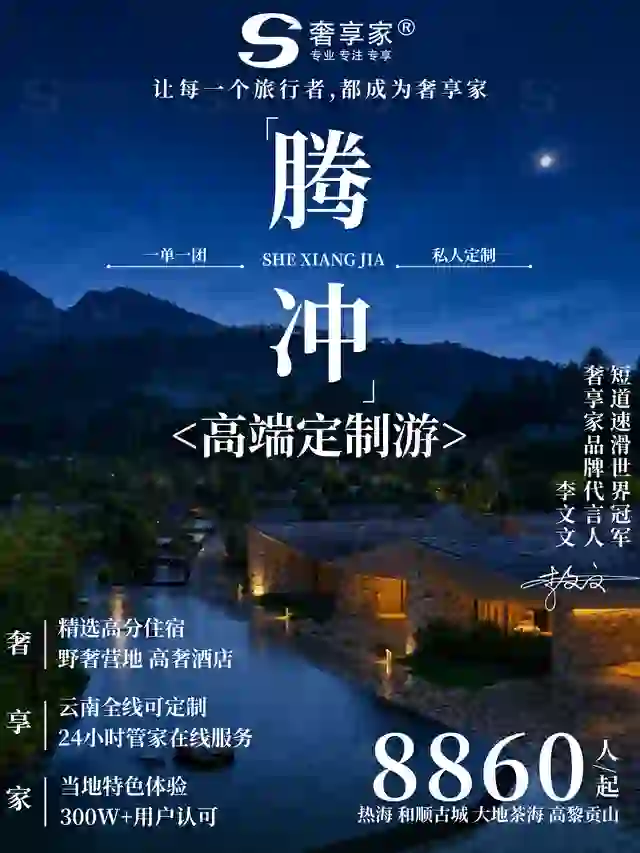 S 奢享家®
专业 专注 专享
让每一个旅行者,都成为奢享家
「腾
一单一团
SHE XIANG JIA
私人定制
冲」
<高端定制游>
短道速滑世界冠军
奢享家品牌代言人
李文文
奢
精选高分住宿
野奢营地 高奢酒店
享
云南全线可定制
24小时管家在线服务
家
当地特色体验
300W+用户认可
8860人/起
热海 和顺古城 大地茶海 高黎贡山